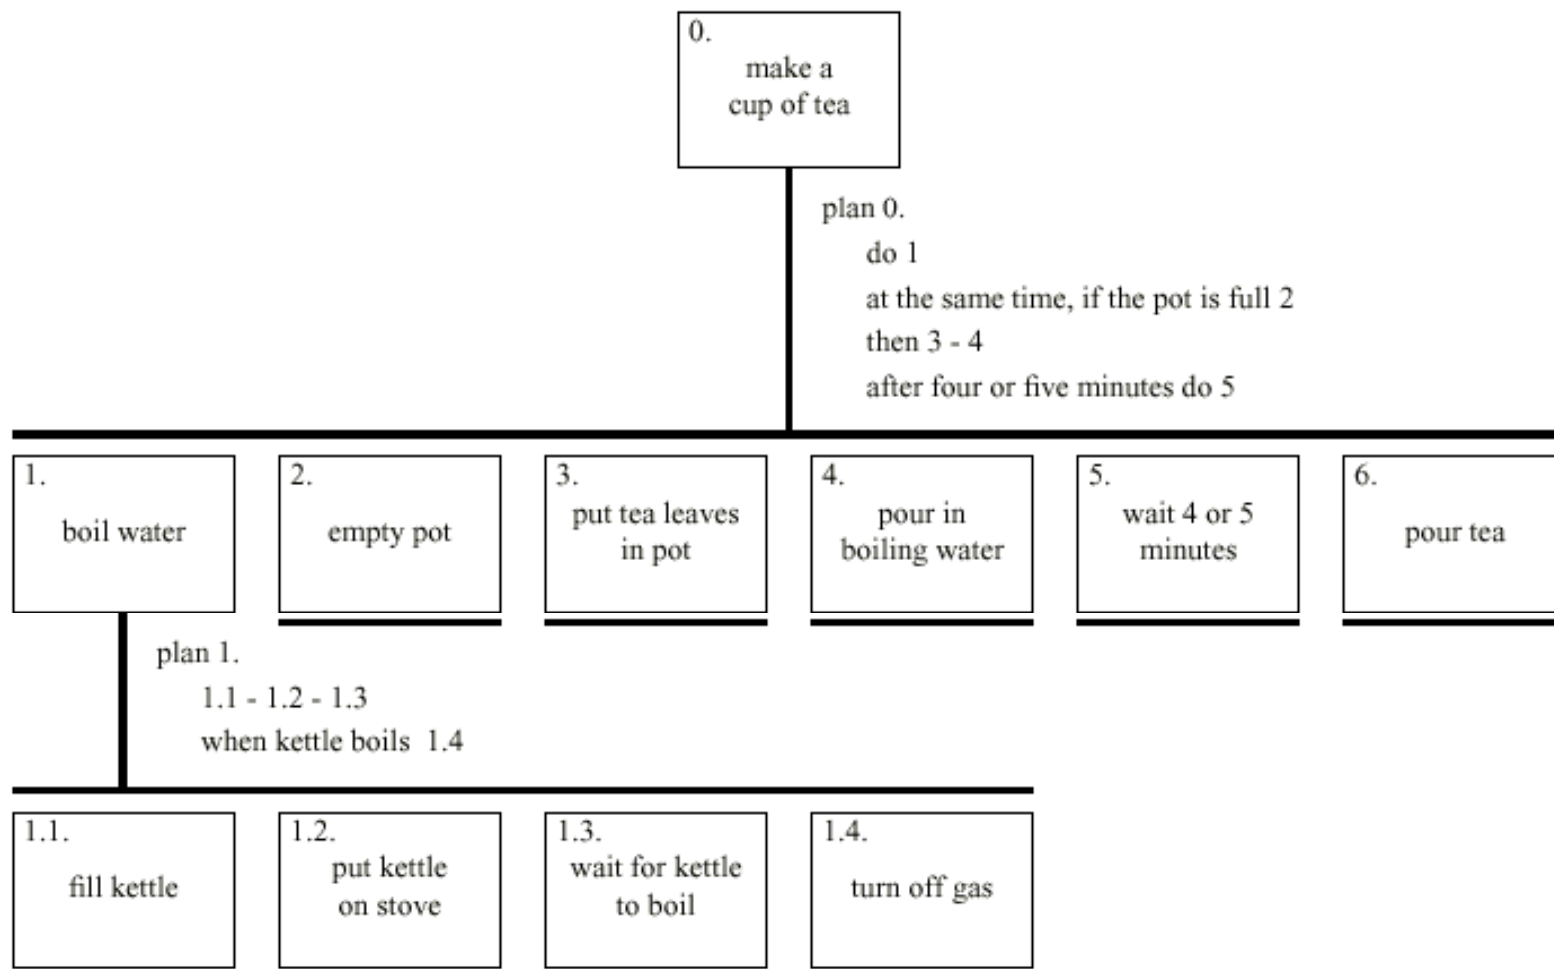 0.
make a
cup of tea
plan 0.
do 1
at the same time, if the pot is full 2
then 3 - 4
after four or five minutes do 5
1.
boil water
2.
empty pot
3.
put tea leaves
in pot
4.
pour in
boiling water
5.
wait 4 or 5
minutes
6.
pour tea
plan 1.
1.1 - 1.2 - 1.3
when kettle boils 1.4
1.1.
fill kettle
1.2.
put kettle
on stove
1.3.
wait for kettle
to boil
1.4.
turn off gas